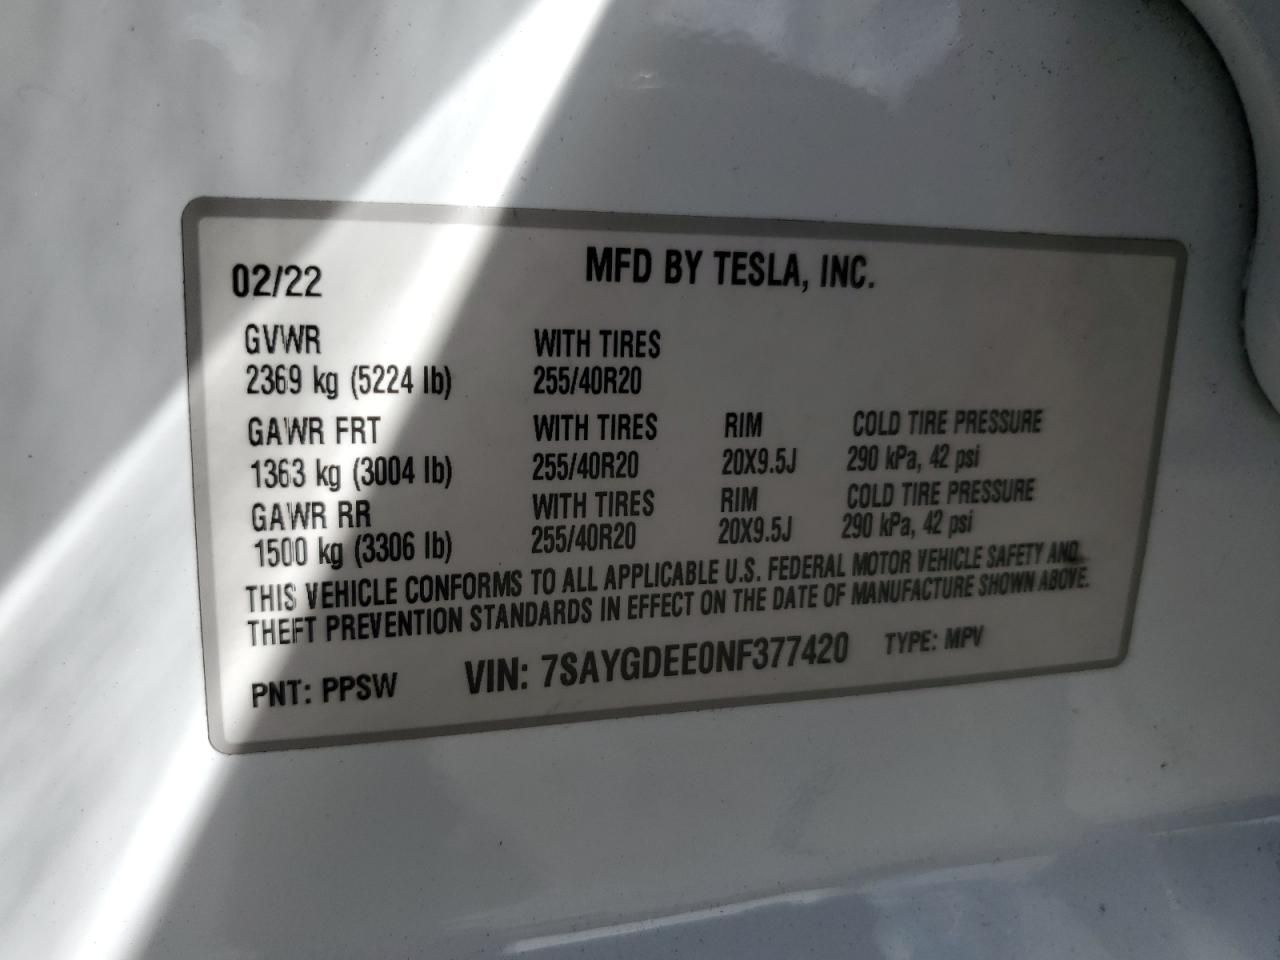 02/22 MFD BY TESLA, INC.
GVWR WITH TIRES
2369 kg (5224 lb) 255/40R20
GAWR FRT WITH TIRES RIM COLD TIRE PRESSURE
1363 kg (3004 lb) 255/40R20 20X9.5J 290 kPa, 42 psi
GAWR RR WITH TIRES RIM COLD TIRE PRESSURE
1500 kg (3306 lb) 255/40R20 20X9.5J 290 kPa, 42 psi
THIS VEHICLE CONFORMS TO ALL APPLICABLE U.S. FEDERAL MOTOR VEHICLE SAFETY AND
THEFT PREVENTION STANDARDS IN EFFECT ON THE DATE OF MANUFACTURE SHOWN ABOVE.
PNT: PPSW VIN: 7SAYGDEE0NF377420 TYPE: MPV